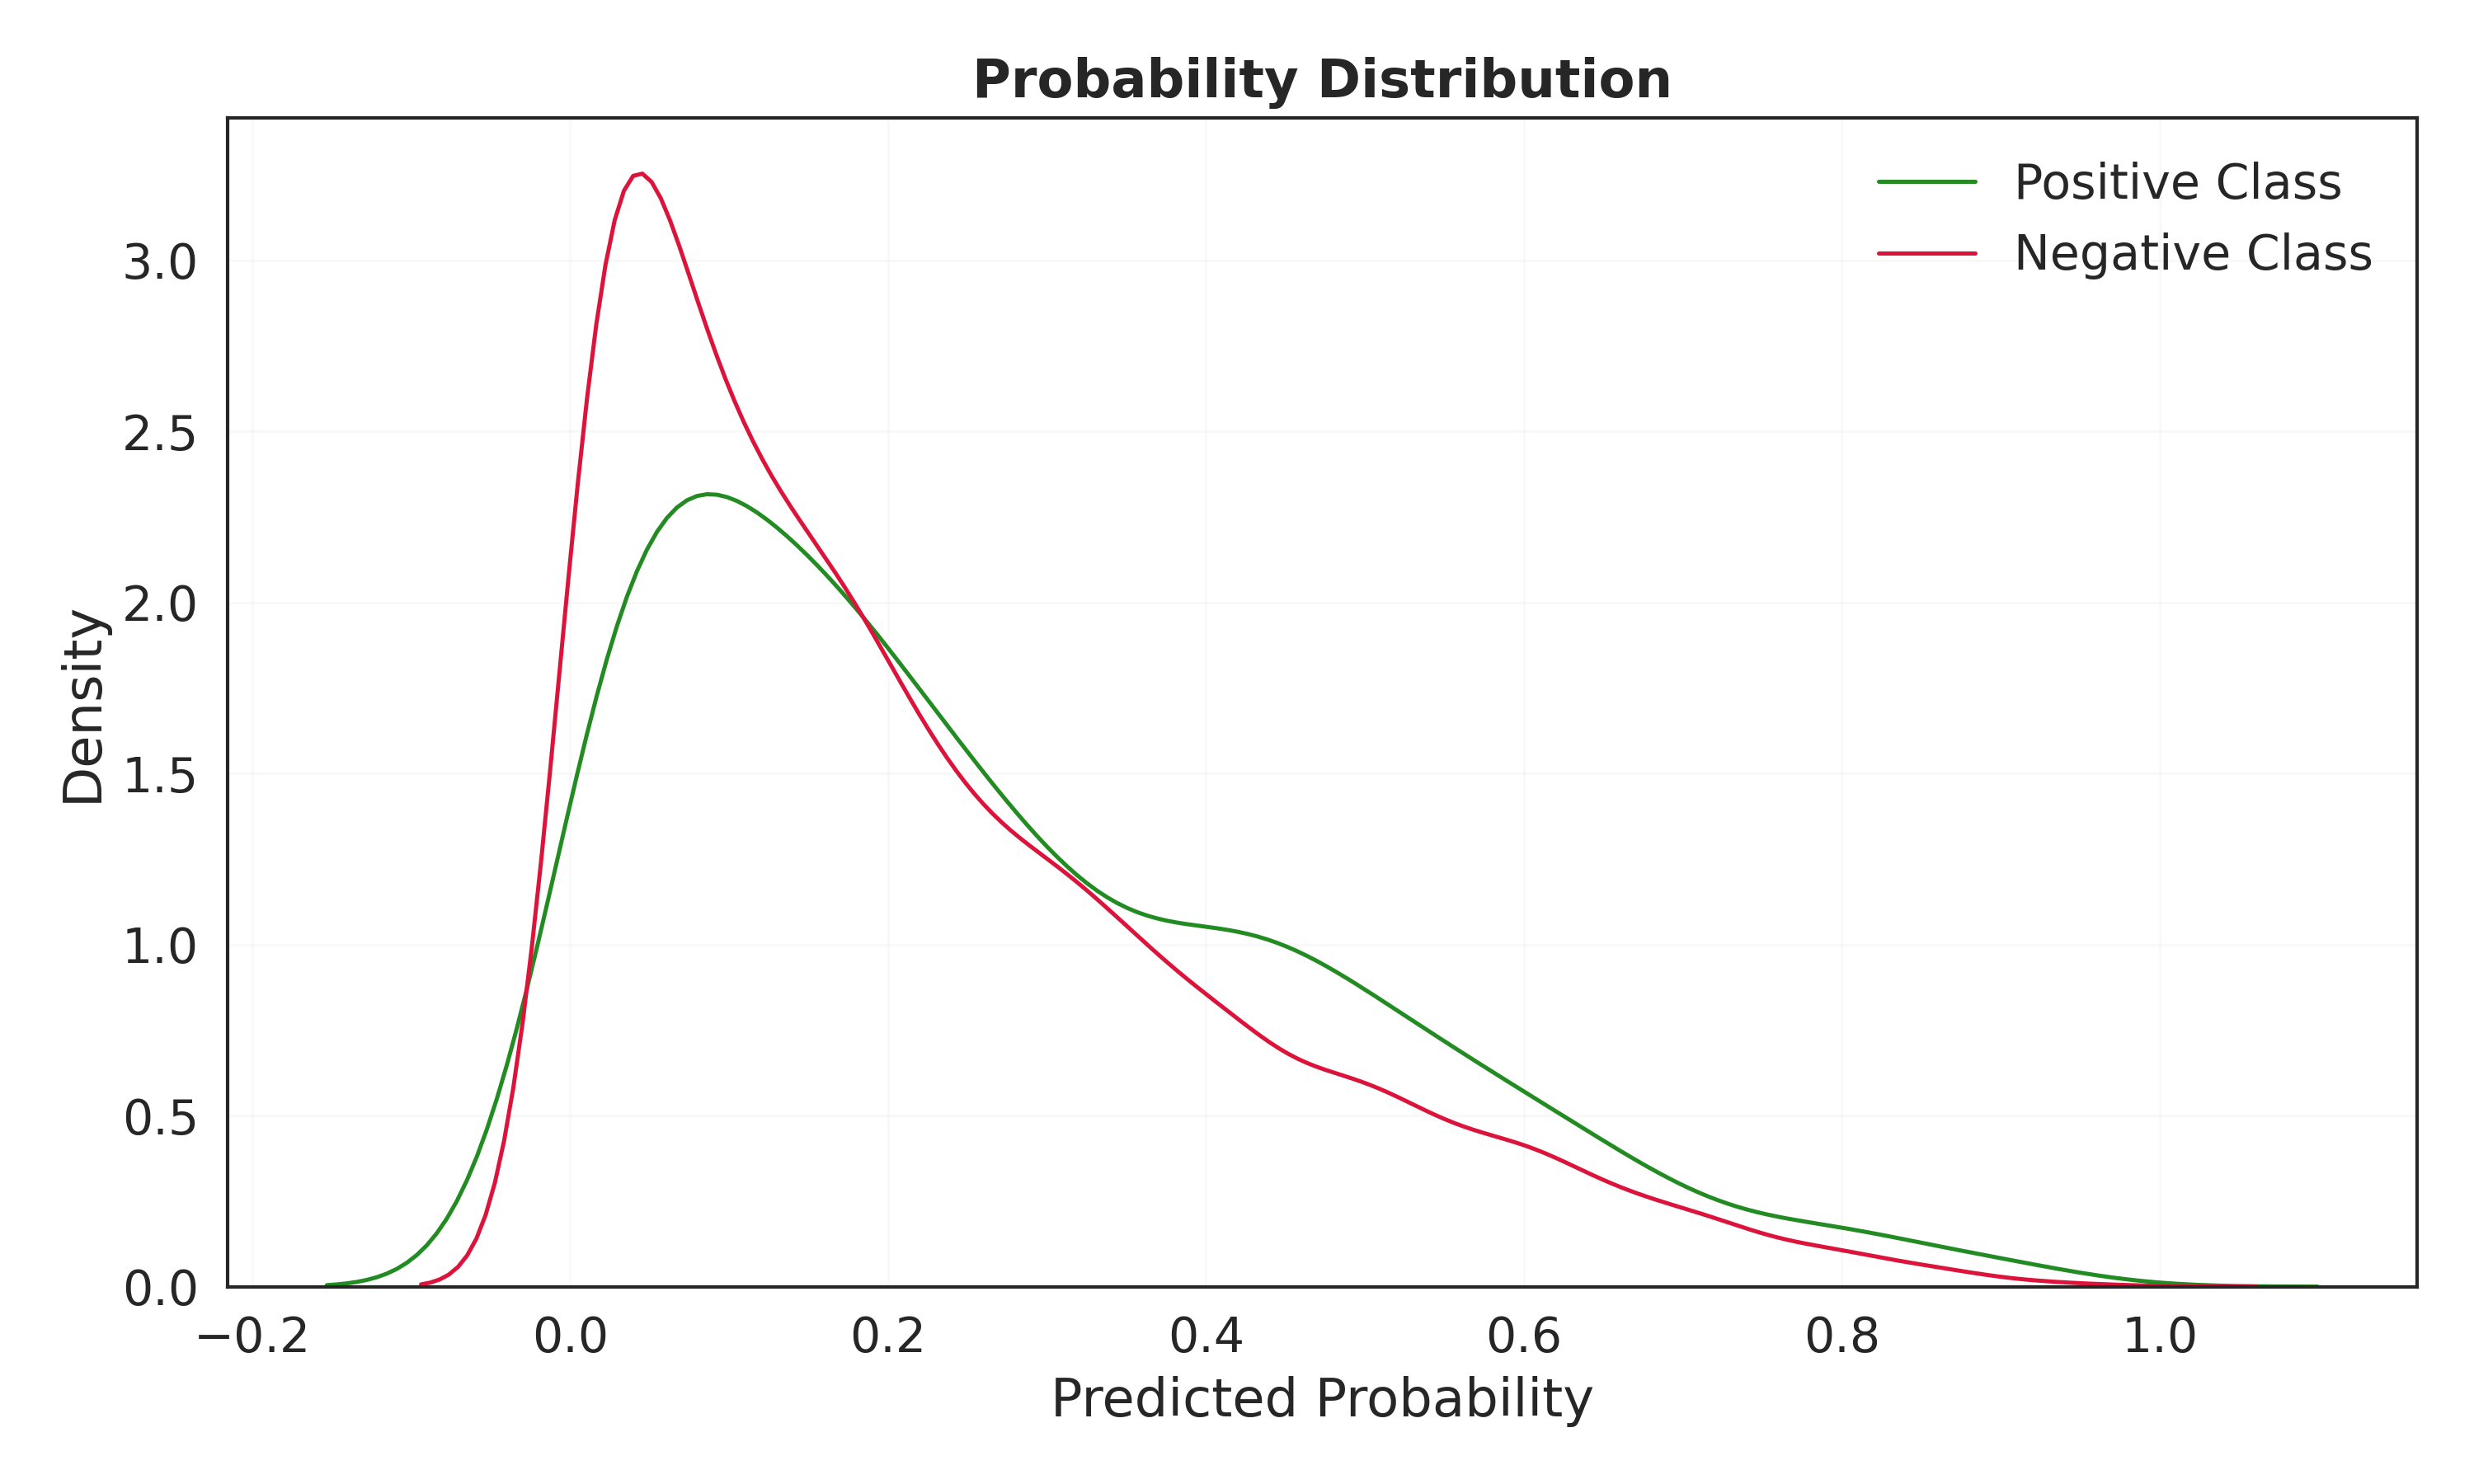 Probability Distribution
Positive Class
Negative Class
Density
3.0
2.5
2.0
1.5
1.0
0.5
0.0
−0.2 0.0 0.2 0.4 0.6 0.8 1.0
Predicted Probability